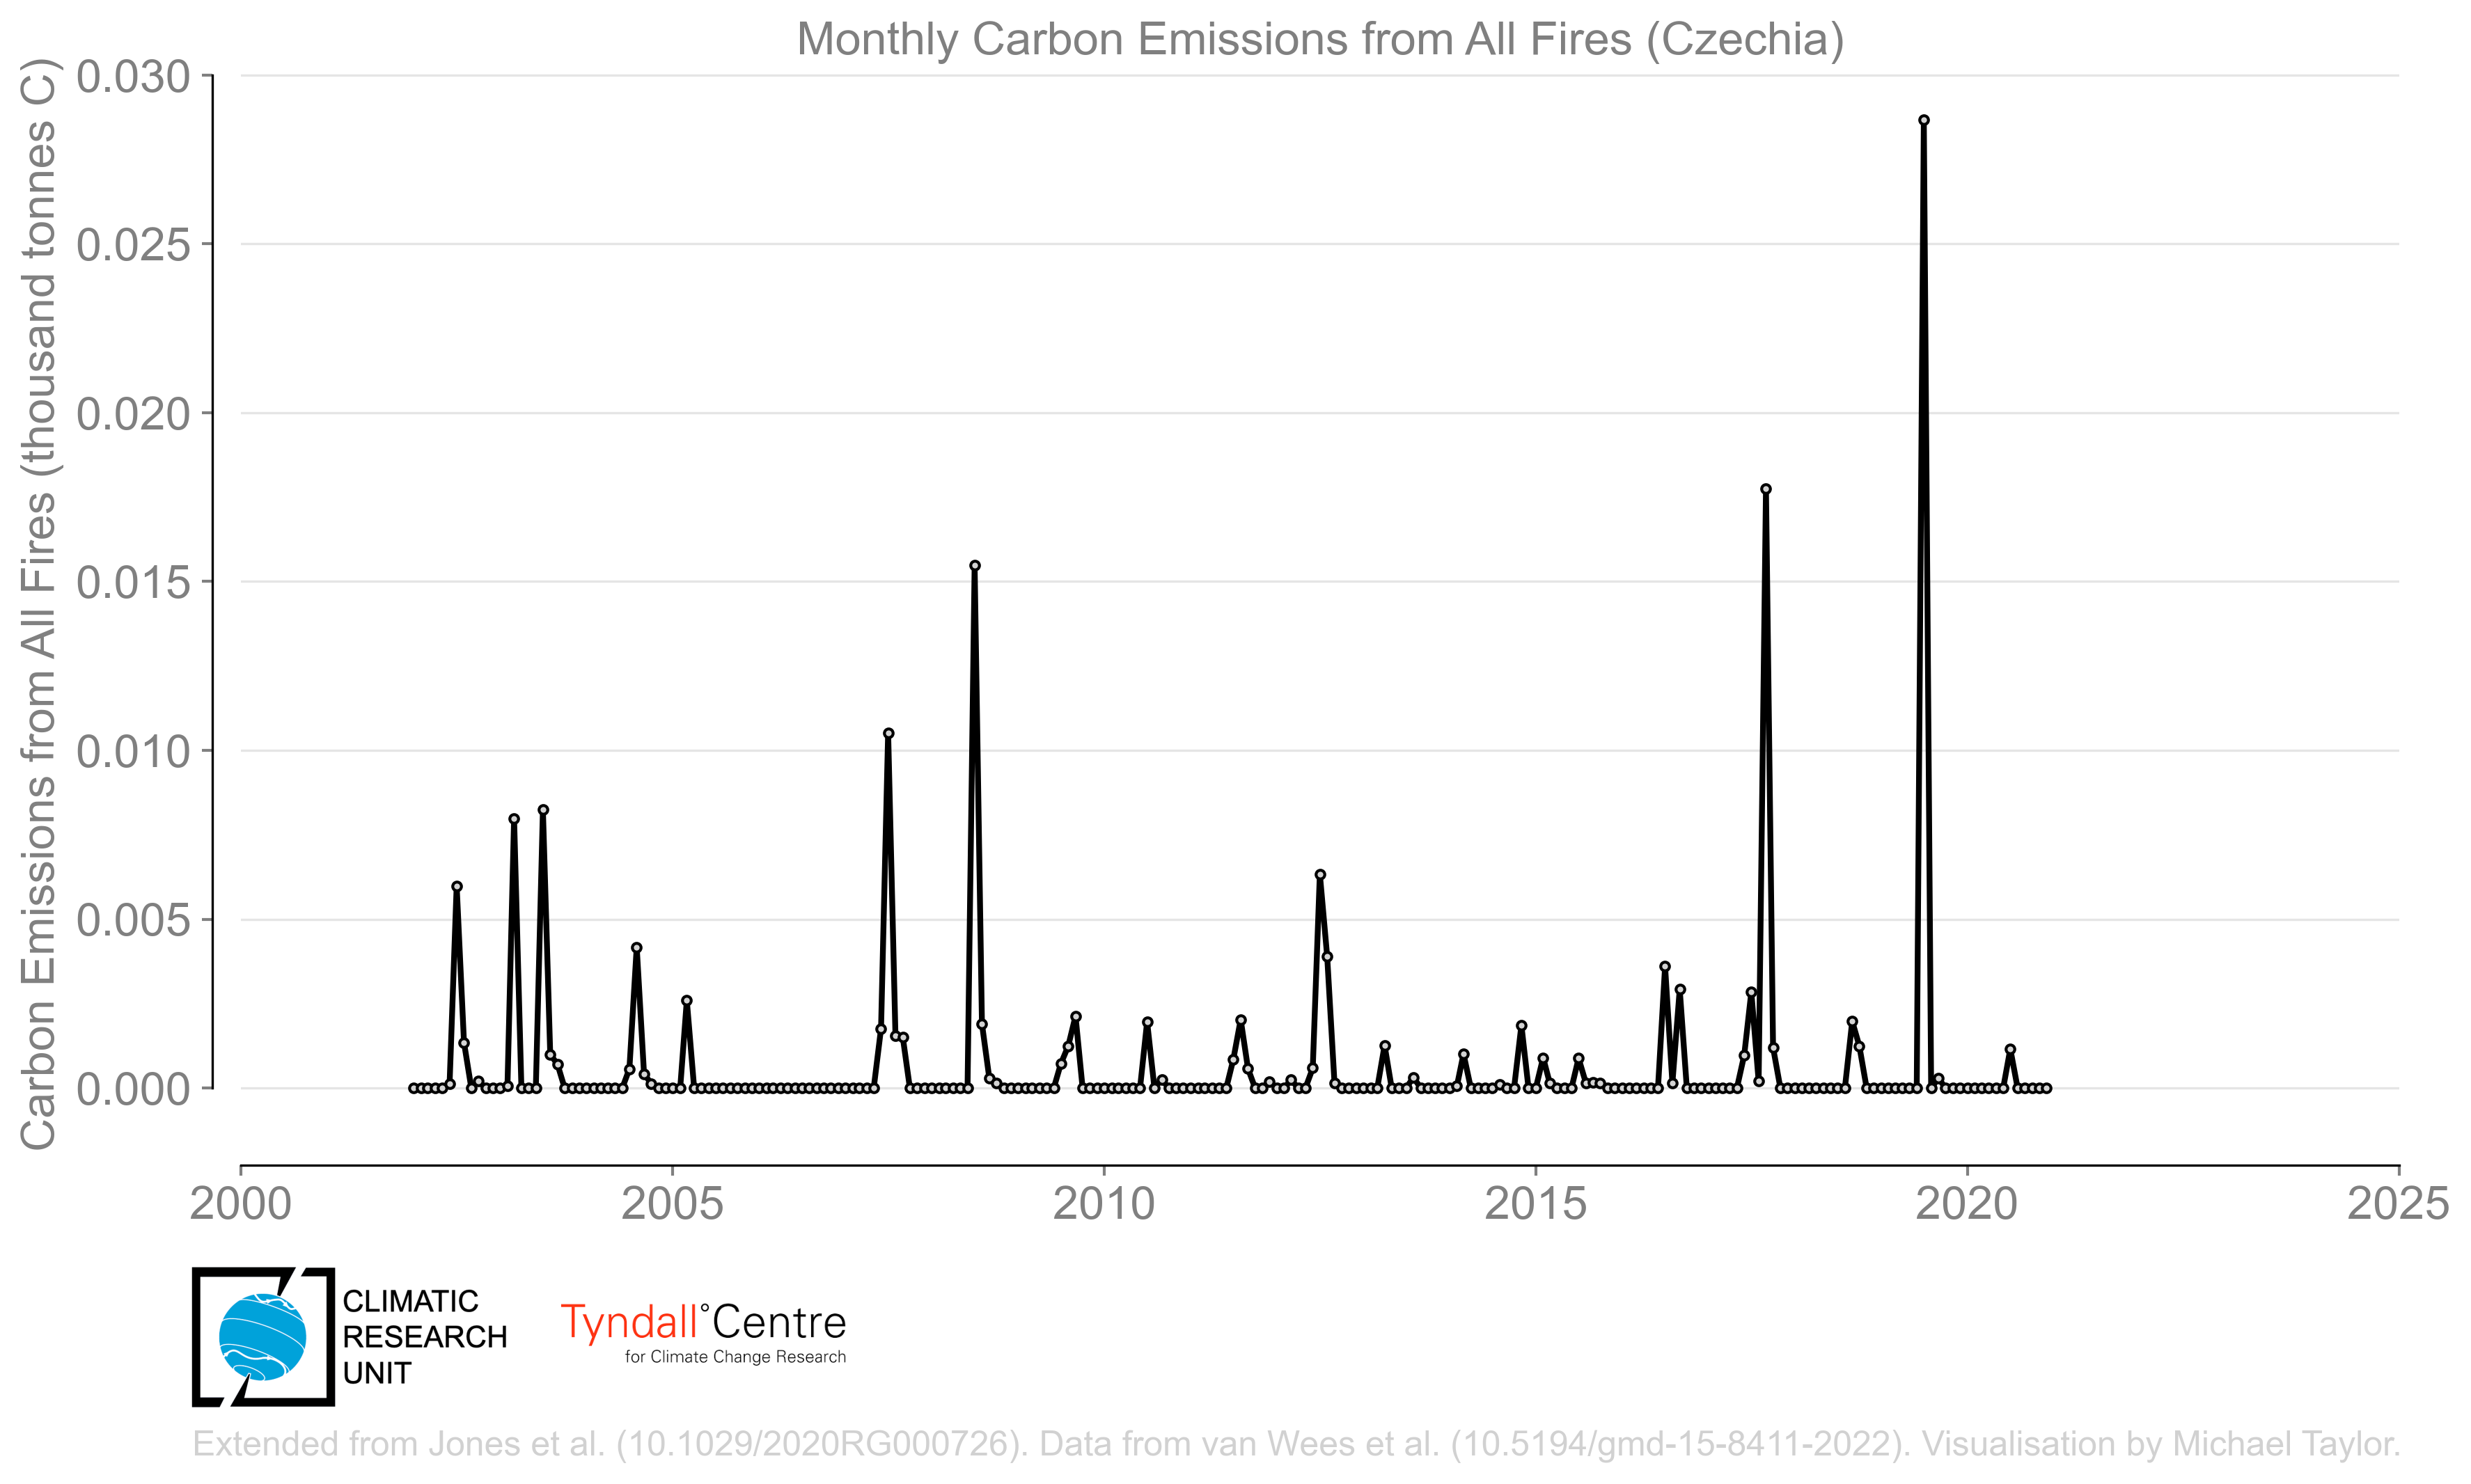 Monthly Carbon Emissions from All Fires (Czechia)
Carbon Emissions from All Fires (thousand tonnes C)
0.030
0.025
0.020
0.015
0.010
0.005
0.000
2000 2005 2010 2015 2020 2025
CLIMATIC
RESEARCH
UNIT
Tyndall°Centre
for Climate Change Research
Extended from Jones et al. (10.1029/2020RG000726). Data from van Wees et al. (10.5194/gmd-15-8411-2022). Visualisation by Michael Taylor.